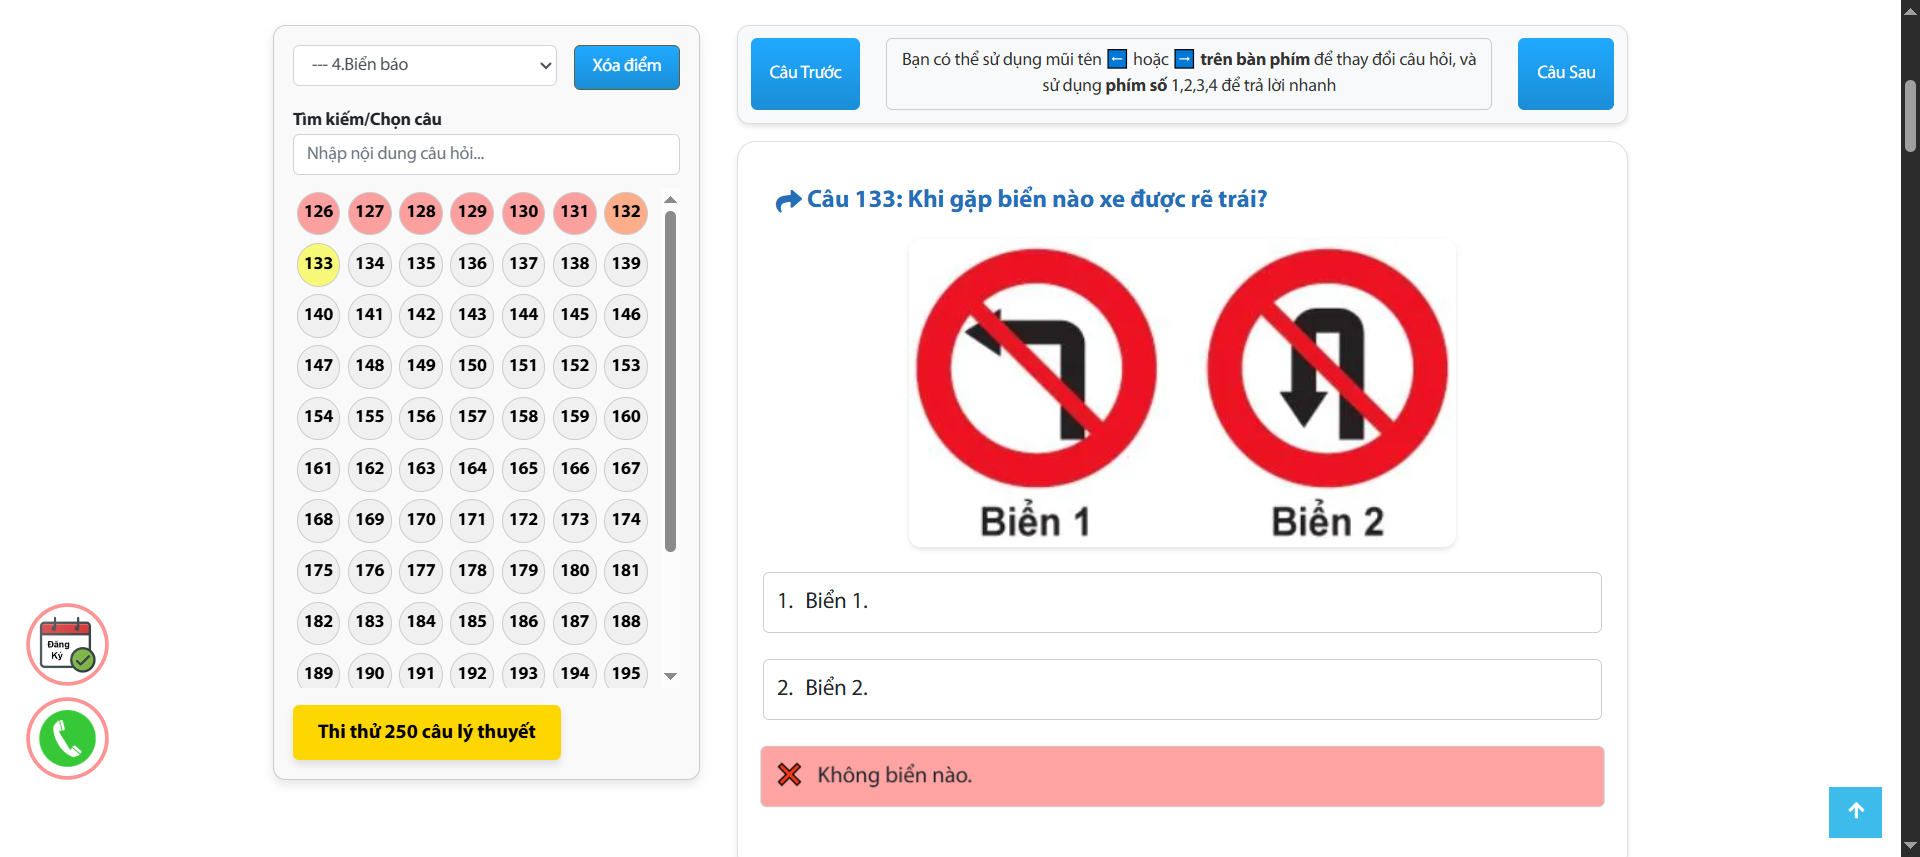 --- 4.Biển báo
Xóa điểm
Tìm kiếm/Chọn câu
Nhập nội dung câu hỏi...
126 127 128 129 130 131 132
133 134 135 136 137 138 139
140 141 142 143 144 145 146
147 148 149 150 151 152 153
154 155 156 157 158 159 160
161 162 163 164 165 166 167
168 169 170 171 172 173 174
175 176 177 178 179 180 181
182 183 184 185 186 187 188
189 190 191 192 193 194 195
Thi thử 250 câu lý thuyết
Đăng
Ký
Câu Trước
Bạn có thể sử dụng mũi tên ← hoặc → trên bàn phím để thay đổi câu hỏi, và
sử dụng phím số 1,2,3,4 để trả lời nhanh
Câu Sau
Câu 133: Khi gặp biển nào xe được rẽ trái?
Biển 1
Biển 2
1. Biển 1.
2. Biển 2.
Không biển nào.